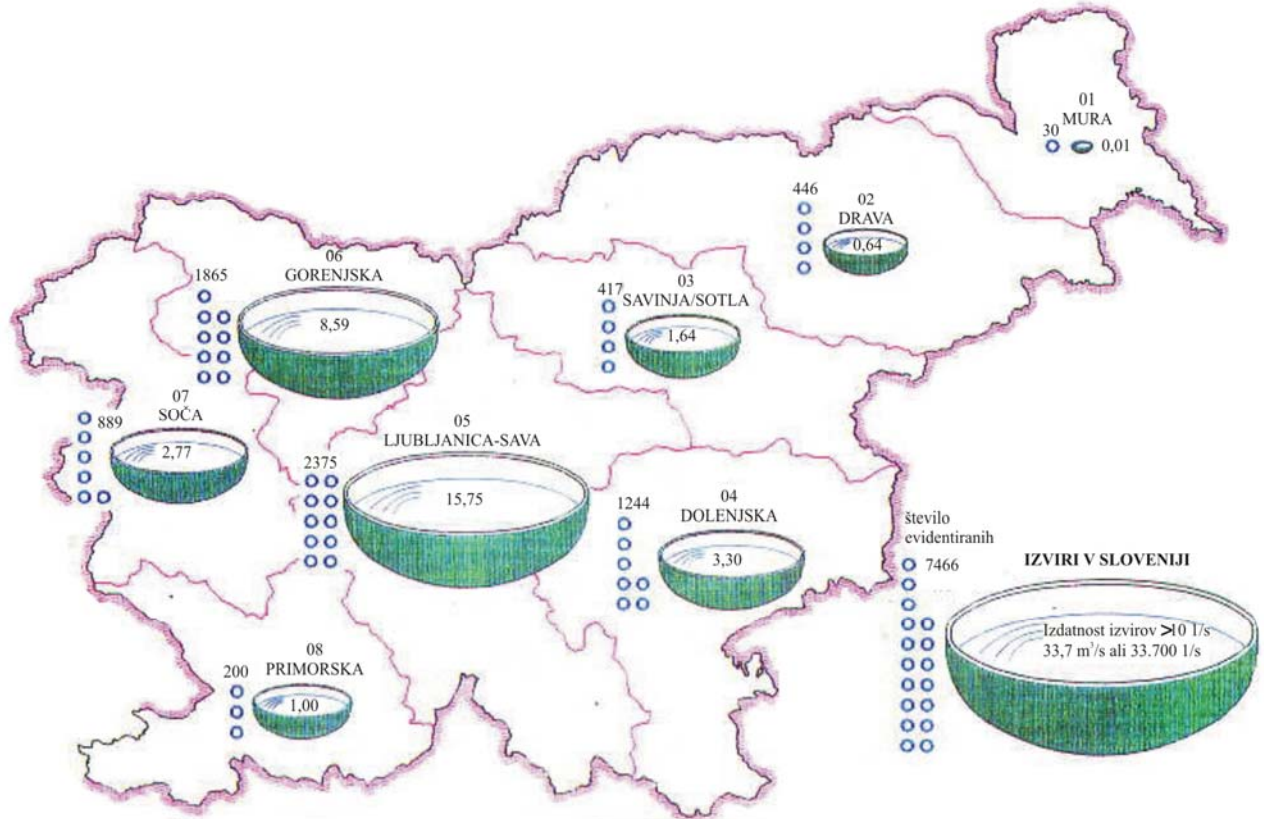 01
MURA
30
0,01
446
02
DRAVA
0,64
06
GORENJSKA
1865
8,59
03
SAVINJA/SOTLA
417
1,64
07
SOČA
889
2,77
05
LJUBLJANICA-SAVA
2375
15,75
04
DOLENJSKA
1244
3,30
08
PRIMORSKA
200
1,00
število
evidentiranih
7466
IZVIRI V SLOVENIJI
Izdatnost izvirov >10 l/s
33,7 m³/s ali 33.700 l/s